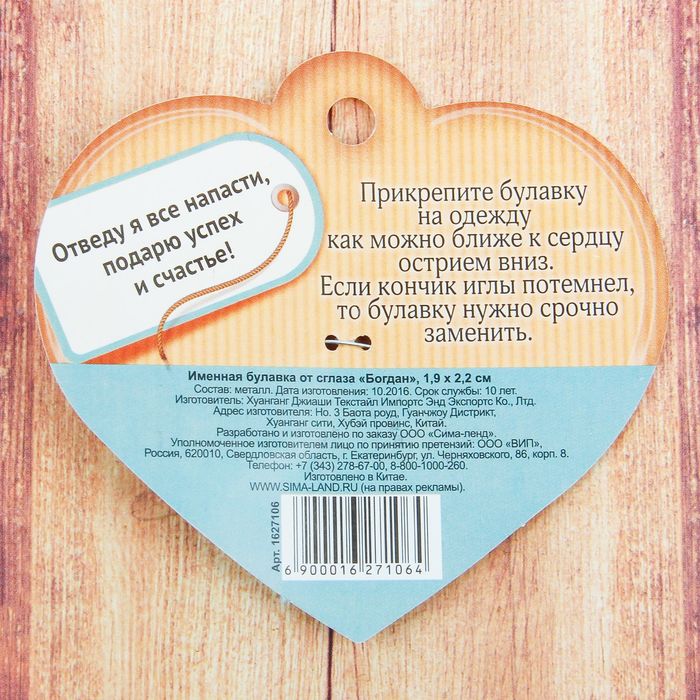 Отведу я все напасти,
подарю успех
и счастье!
Прикрепите булавку
на одежду
как можно ближе к сердцу
острием вниз.
Если кончик иглы потемнел,
то булавку нужно срочно
заменить.
Именная булавка от сглаза «Богдан», 1,9 х 2,2 см
Состав: металл. Дата изготовления: 10.2016. Срок службы: 10 лет.
Изготовитель: Хуанганг Джиаши Текстайл Импортс Энд Экспортс Ко., Лтд.
Адрес изготовителя: Но. 3 Баота роуд, Гуанчжоу Дистрикт,
Хуанганг сити, Хубэй провинс, Китай.
Разработано и изготовлено по заказу ООО «Сима-ленд».
Уполномоченное изготовителем лицо по принятию претензий: ООО «ВИП»,
Россия, 620010, Свердловская область, г. Екатеринбург, ул. Черняховского, 86, корп. 8.
Телефон: +7 (343) 278-67-00, 8-800-1000-260.
Изготовлено в Китае.
WWW.SIMA-LAND.RU (на правах рекламы).
Арт. 1627106
6 900016 271064